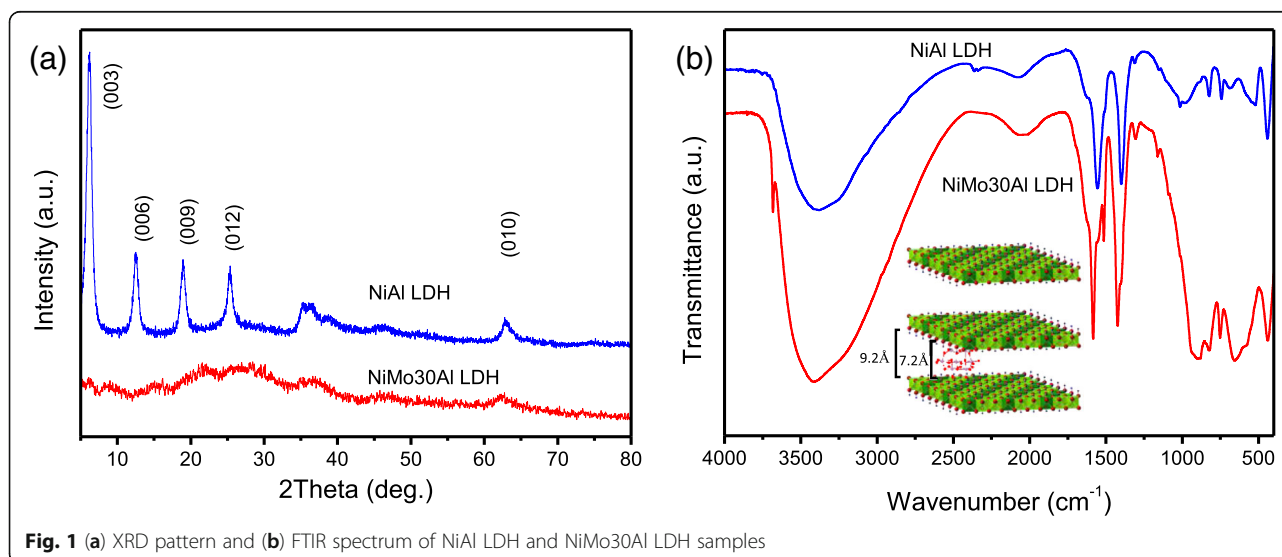 (a)
(003)
(006)
(009)
(012)
(010)
NiAl LDH
NiMo30Al LDH
Intensity (a.u.)
10 20 30 40 50 60 70 80
2Theta (deg.)
(b)
NiAl LDH
NiMo30Al LDH
9.2Å
7.2Å
Transmittance (a.u.)
4000 3500 3000 2500 2000 1500 1000 500
Wavenumber (cm⁻¹)
Fig. 1 (a) XRD pattern and (b) FTIR spectrum of NiAl LDH and NiMo30Al LDH samples